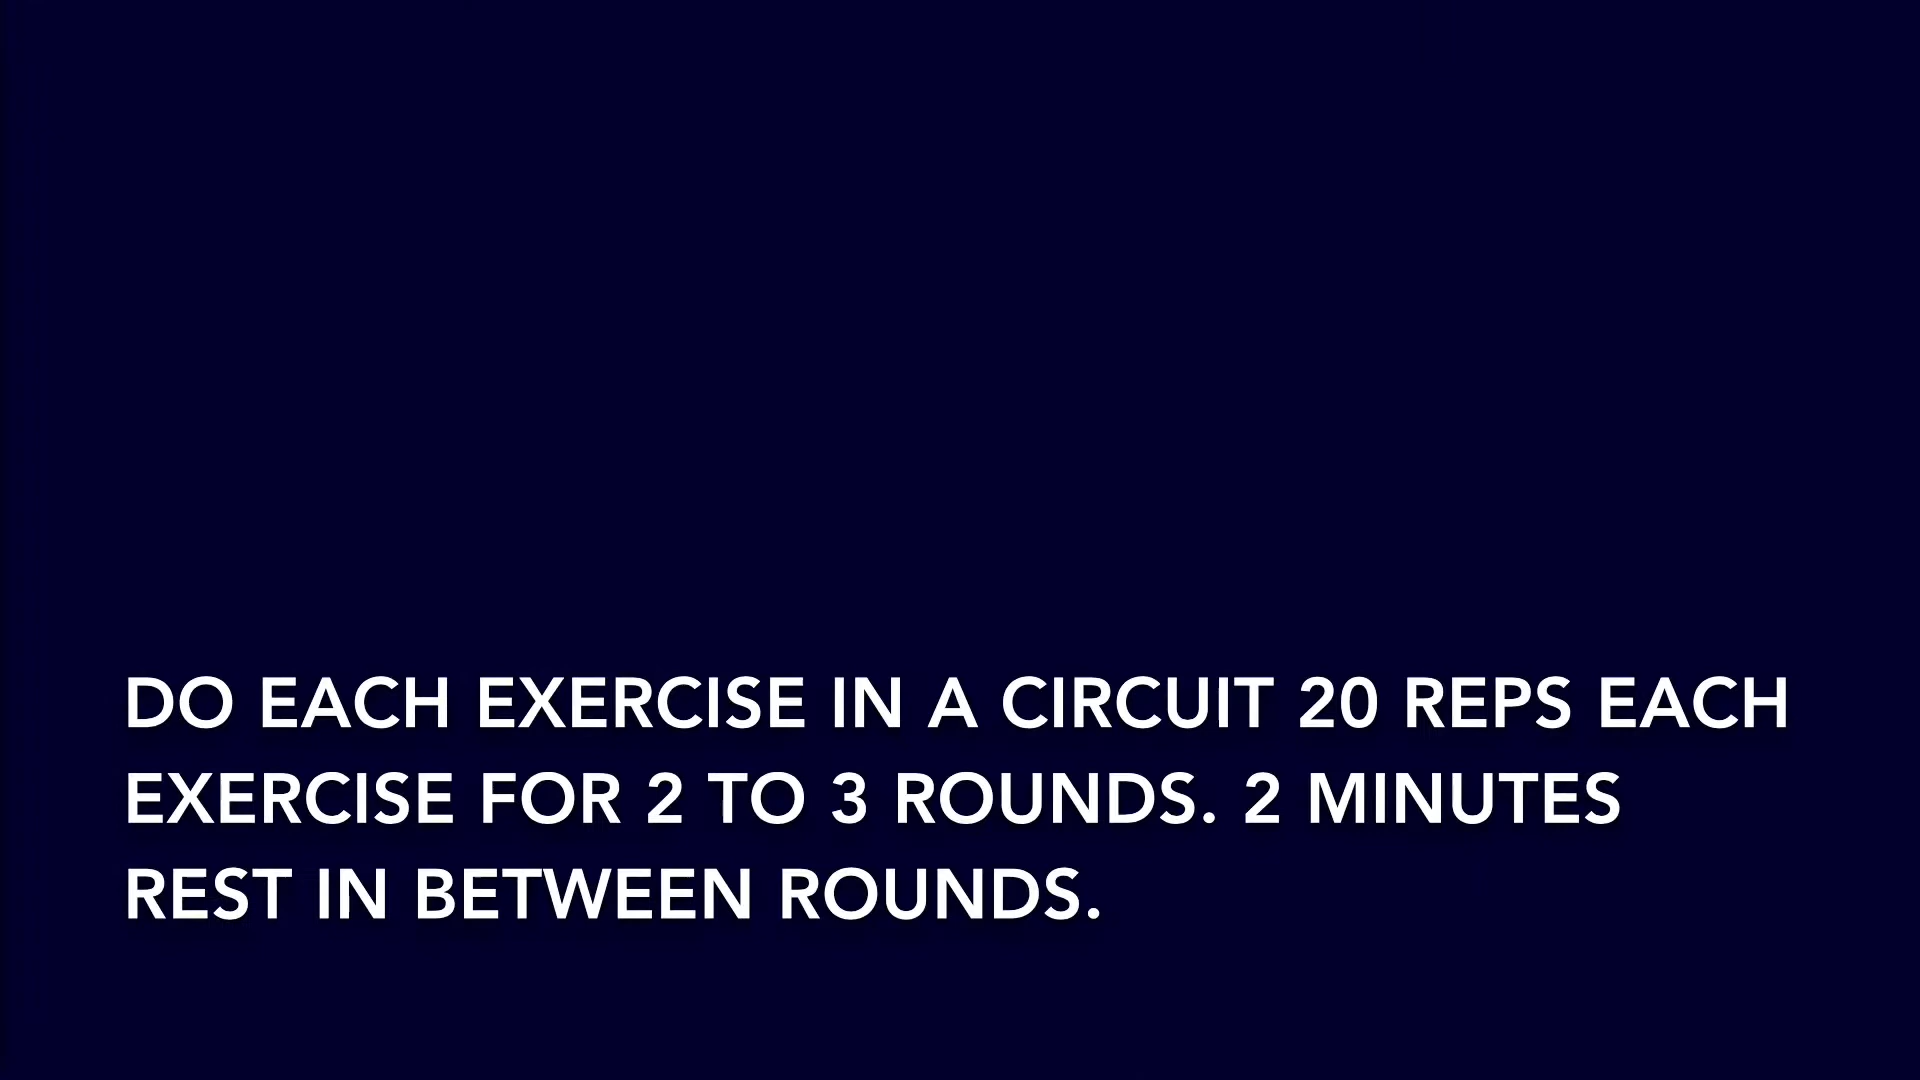 DO EACH EXERCISE IN A CIRCUIT 20 REPS EACH
EXERCISE FOR 2 TO 3 ROUNDS. 2 MINUTES
REST IN BETWEEN ROUNDS.